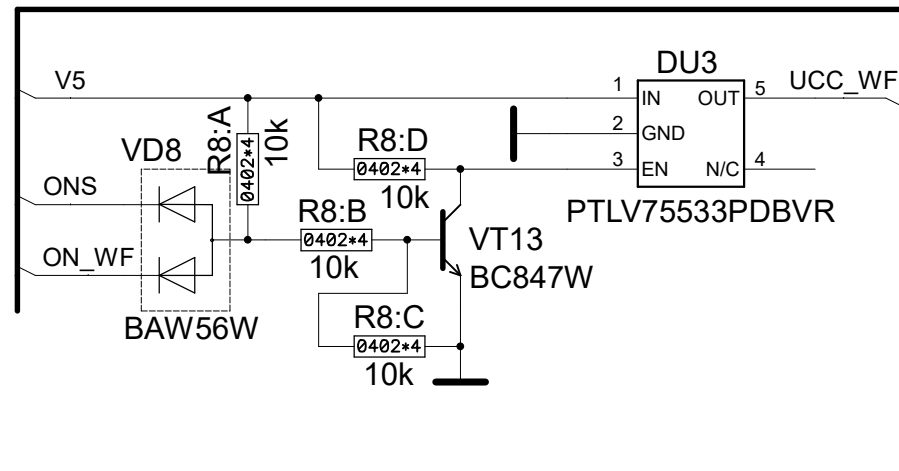 DU3
V5
1
IN
OUT
5
UCC_WF
R8:A
0402*4
10k
2
GND
VD8
R8:D
0402*4
10k
3
EN
N/C
4
ONS
PTLV75533PDBVR
R8:B
0402*4
10k
VT13
BC847W
ON_WF
BAW56W
R8:C
0402*4
10k